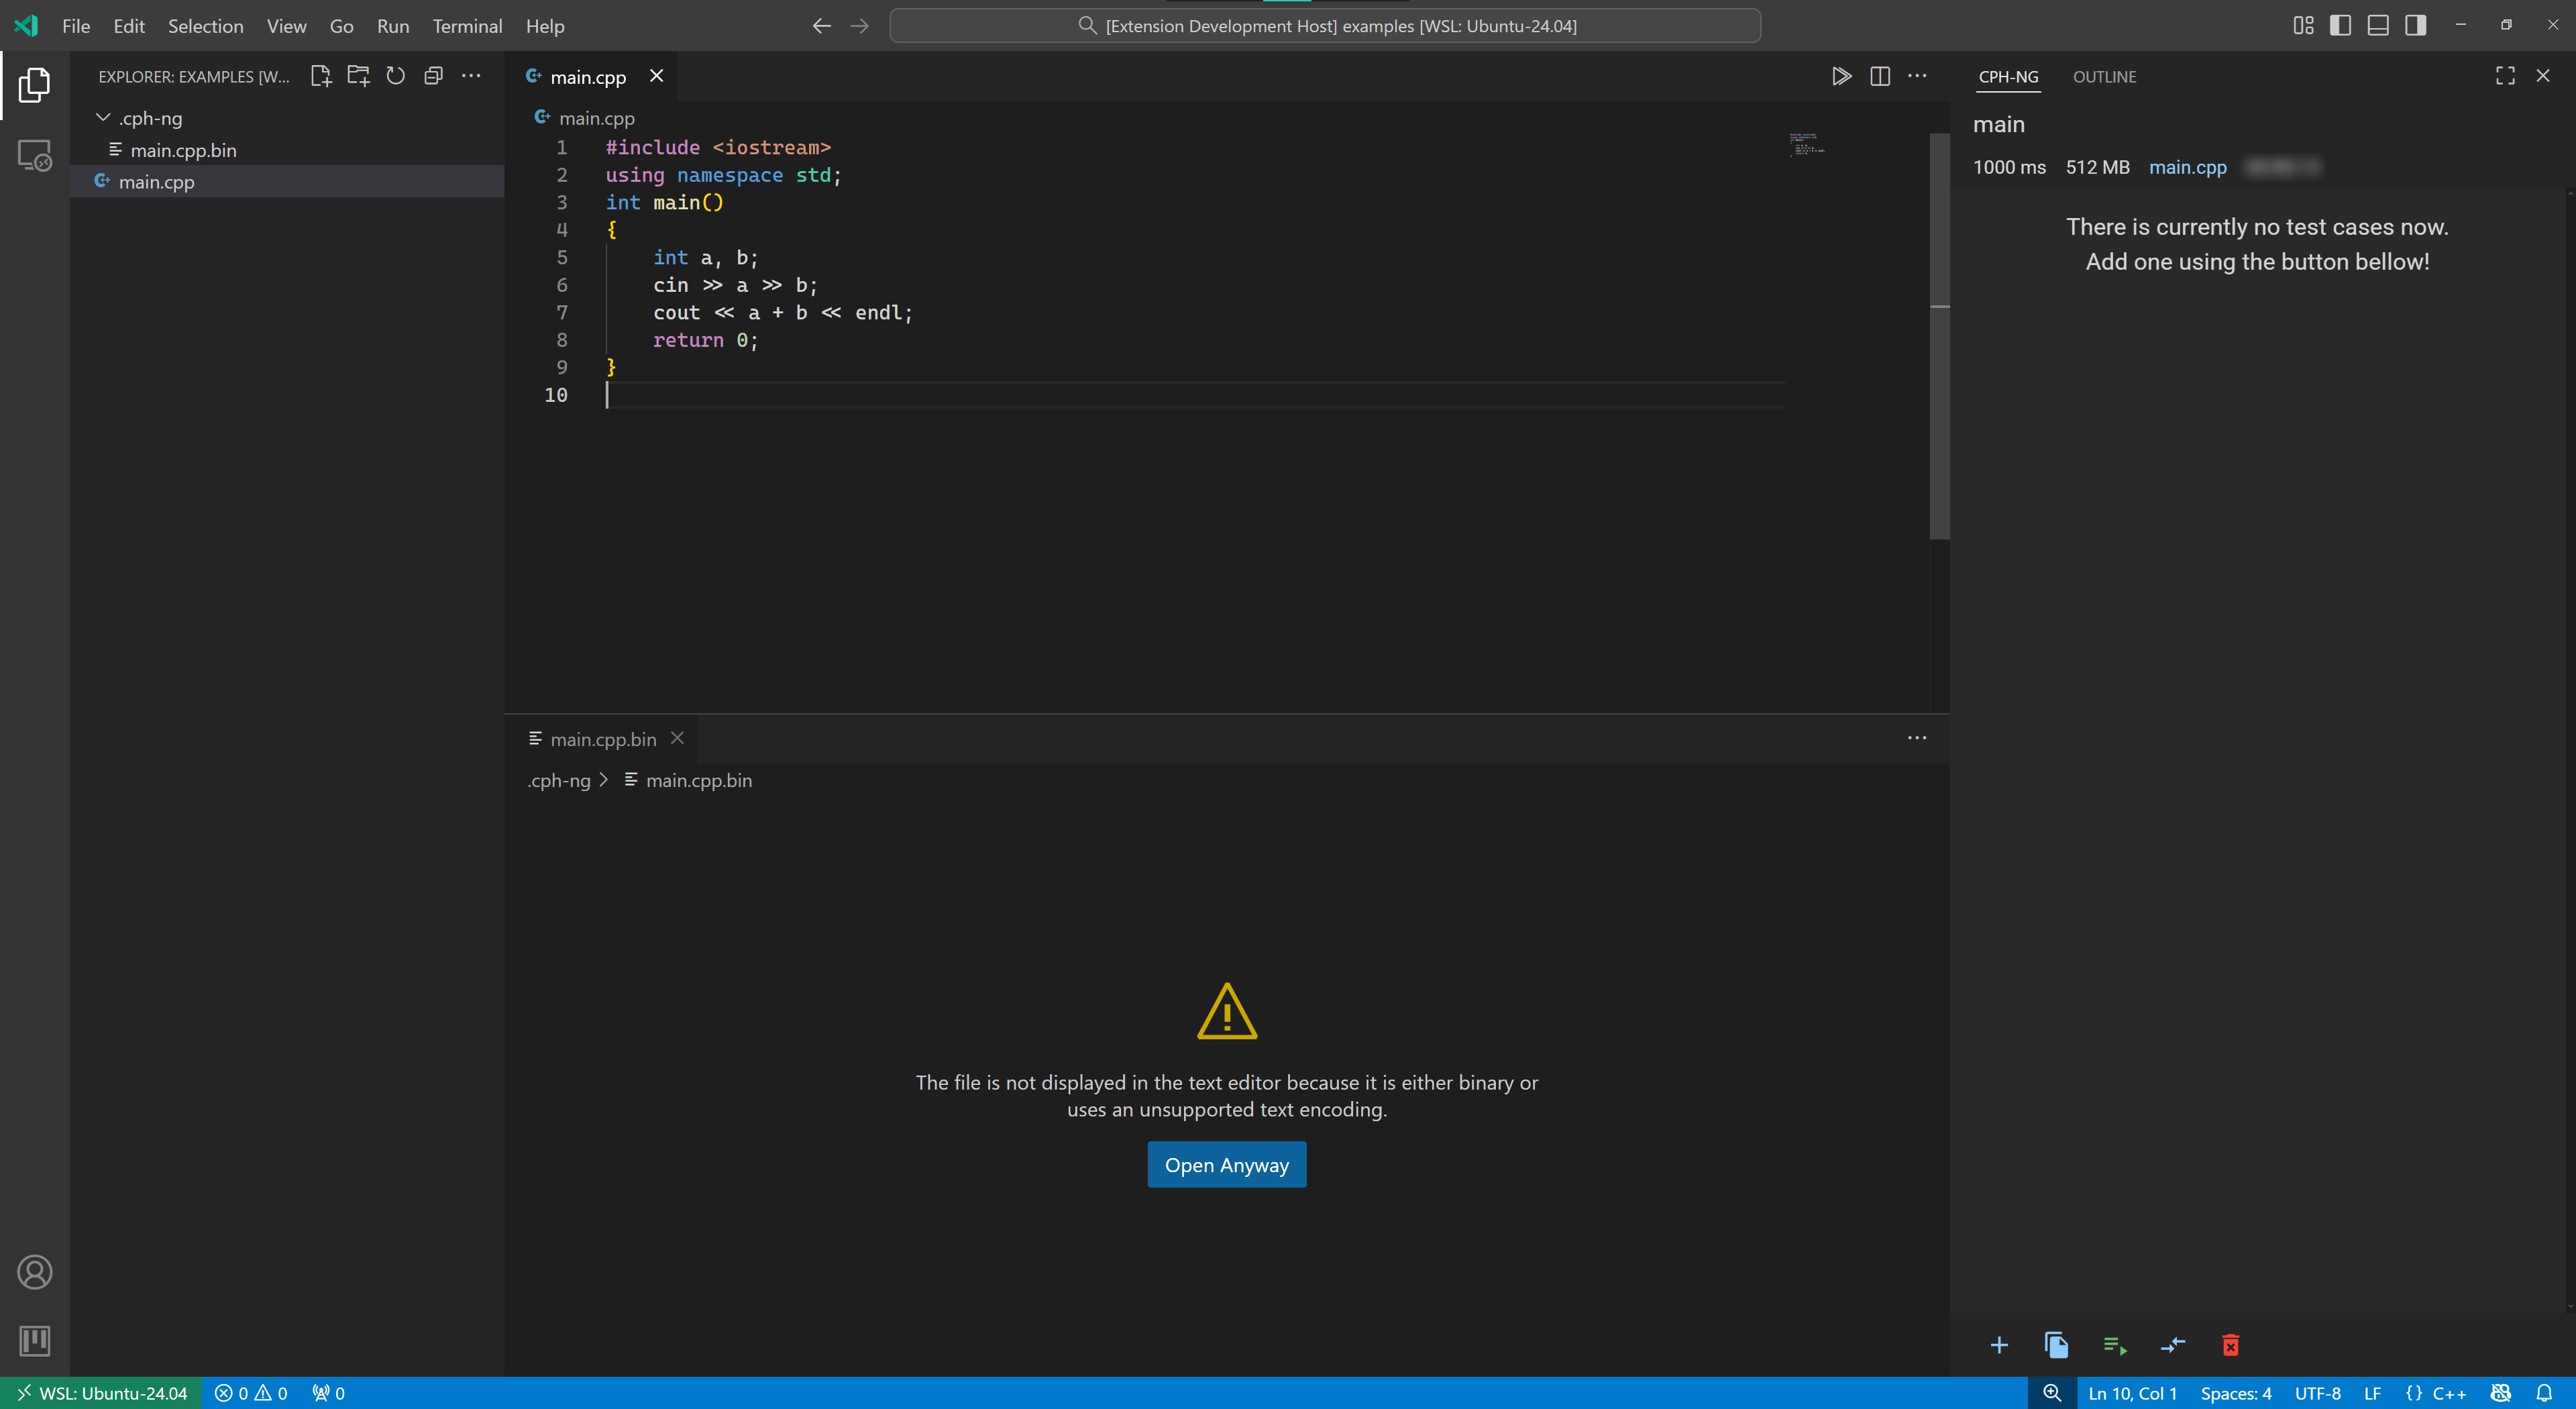 File Edit Selection View Go Run Terminal Help
[Extension Development Host] examples [WSL: Ubuntu-24.04]
EXPLORER: EXAMPLES [W...
.cph-ng
main.cpp.bin
main.cpp
main.cpp
main.cpp
1 #include <iostream>
2 using namespace std;
3 int main()
4 {
5 int a, b;
6 cin >> a >> b;
7 cout << a + b << endl;
8 return 0;
9 }
10
main.cpp.bin
.cph-ng > main.cpp.bin
The file is not displayed in the text editor because it is either binary or
uses an unsupported text encoding.
Open Anyway
CPH-NG OUTLINE
main
1000 ms 512 MB main.cpp
There is currently no test cases now.
Add one using the button bellow!
WSL: Ubuntu-24.04 0 0 0
Ln 10, Col 1 Spaces: 4 UTF-8 LF {} C++